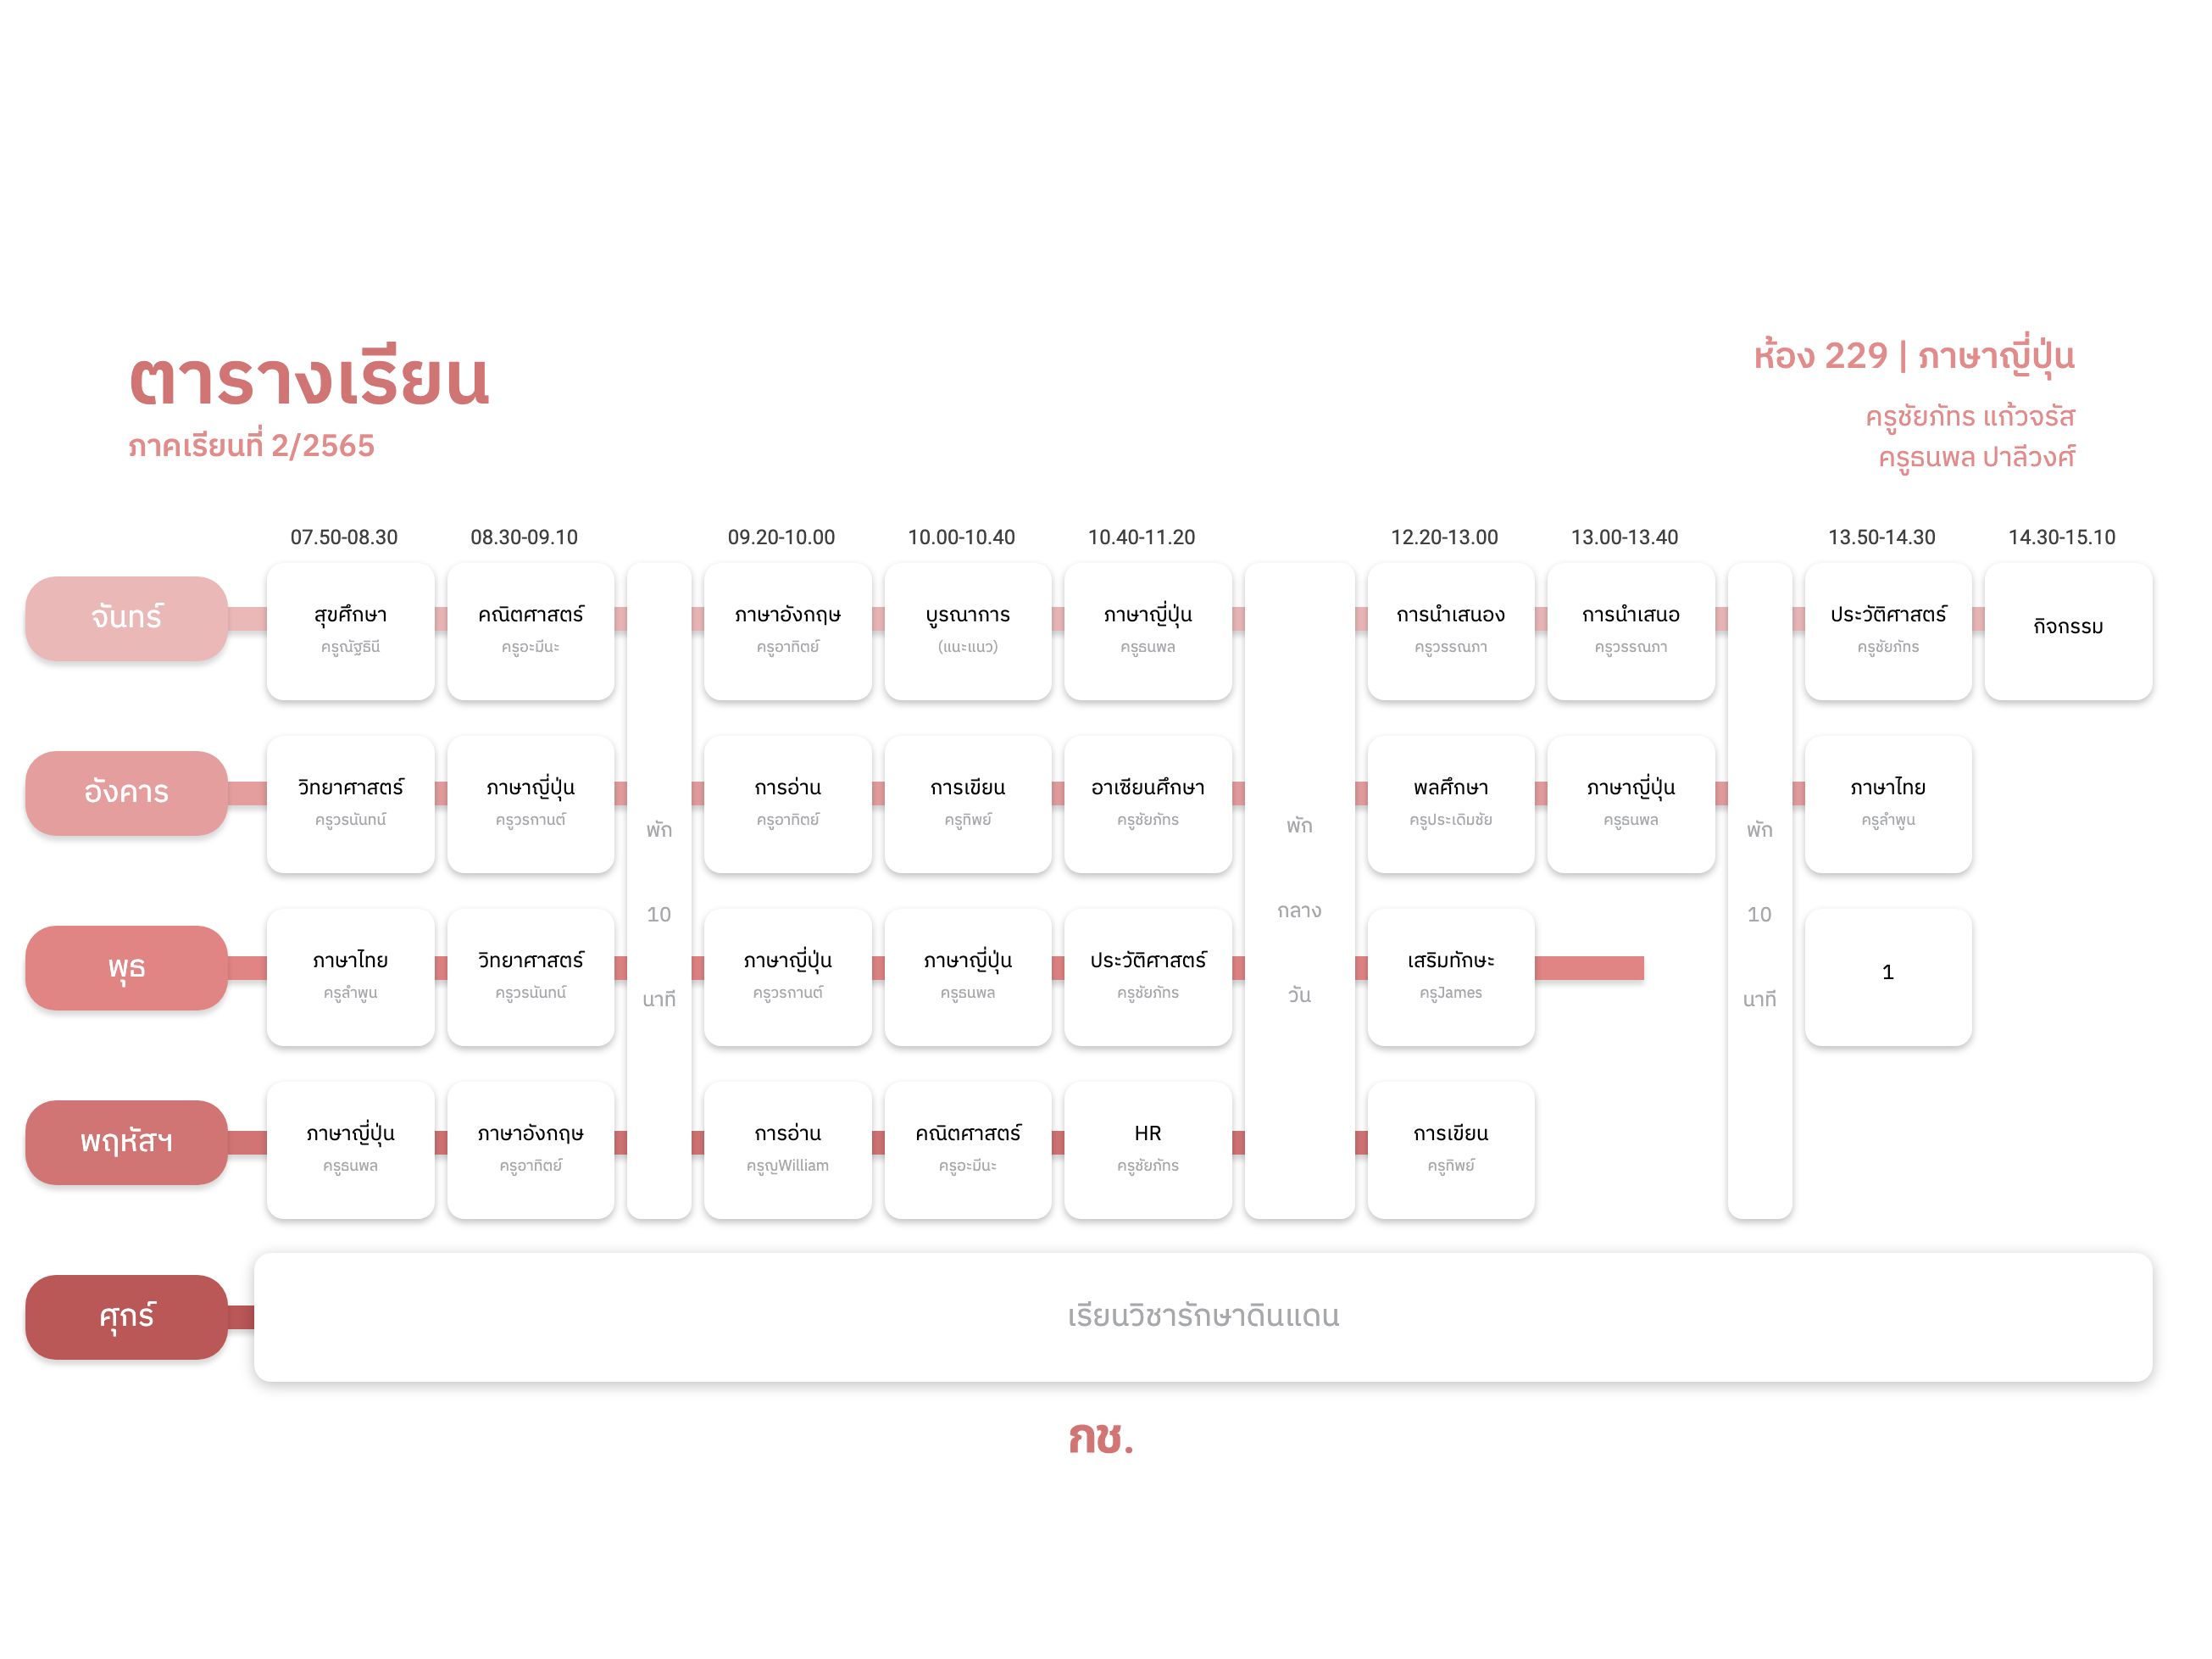 ตารางเรียน
ภาคเรียนที่ 2/2565
ห้อง 229 | ภาษาญี่ปุ่น
ครูชัยภัทร แก้วจรัส
ครูธนพล ปาลีวงศ์
07.50-08.30 08.30-09.10 09.20-10.00 10.00-10.40 10.40-11.20 12.20-13.00 13.00-13.40 13.50-14.30 14.30-15.10
จันทร์
สุขศึกษา คณิตศาสตร์ ภาษาอังกฤษ บูรณาการ ภาษาญี่ปุ่น การนำเสนอง การนำเสนอ ประวัติศาสตร์ กิจกรรม
ครูณัฐธินี ครูอะมีนะ ครูอาทิตย์ (แนะแนว) ครูธนพล ครูวรรณภา ครูวรรณภา ครูชัยภัทร
อังคาร
วิทยาศาสตร์ ภาษาญี่ปุ่น การอ่าน การเขียน อาเซียนศึกษา พลศึกษา ภาษาญี่ปุ่น ภาษาไทย
ครูวรนันทน์ ครูวรกานต์ ครูอาทิตย์ ครูทิพย์ ครูชัยภัทร ครูประเดิมชัย ครูธนพล ครูลำพูน
พัก
10
นาที
พัก
กลาง
วัน
พัก
10
นาที
พุธ
ภาษาไทย วิทยาศาสตร์ ภาษาญี่ปุ่น ภาษาญี่ปุ่น ประวัติศาสตร์ เสริมทักษะ 1
ครูลำพูน ครูวรนันทน์ ครูวรกานต์ ครูธนพล ครูชัยภัทร ครูJames
พฤหัสฯ
ภาษาญี่ปุ่น ภาษาอังกฤษ การอ่าน คณิตศาสตร์ HR การเขียน
ครูธนพล ครูอาทิตย์ ครูญWilliam ครูอะมีนะ ครูชัยภัทร ครูทิพย์
ศุกร์
เรียนวิชารักษาดินแดน
กช.